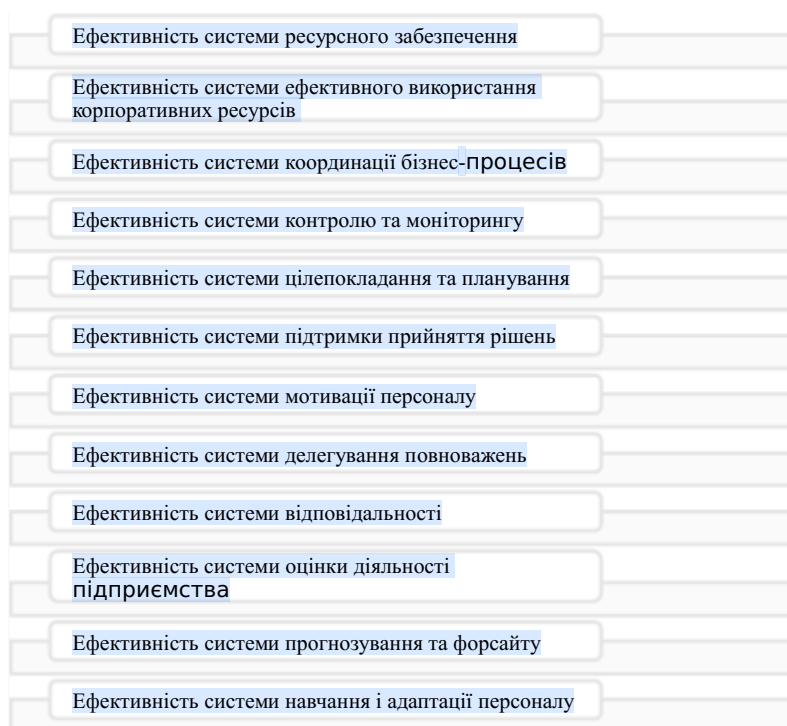 Ефективність системи ресурсного забезпечення
Ефективність системи ефективного використання
корпоративних ресурсів
Ефективність системи координації бізнес-процесів
Ефективність системи контролю та моніторингу
Ефективність системи цілепокладання та планування
Ефективність системи підтримки прийняття рішень
Ефективність системи мотивації персоналу
Ефективність системи делегування повноважень
Ефективність системи відповідальності
Ефективність системи оцінки діяльності
підприємства
Ефективність системи прогнозування та форсайту
Ефективність системи навчання і адаптації персоналу